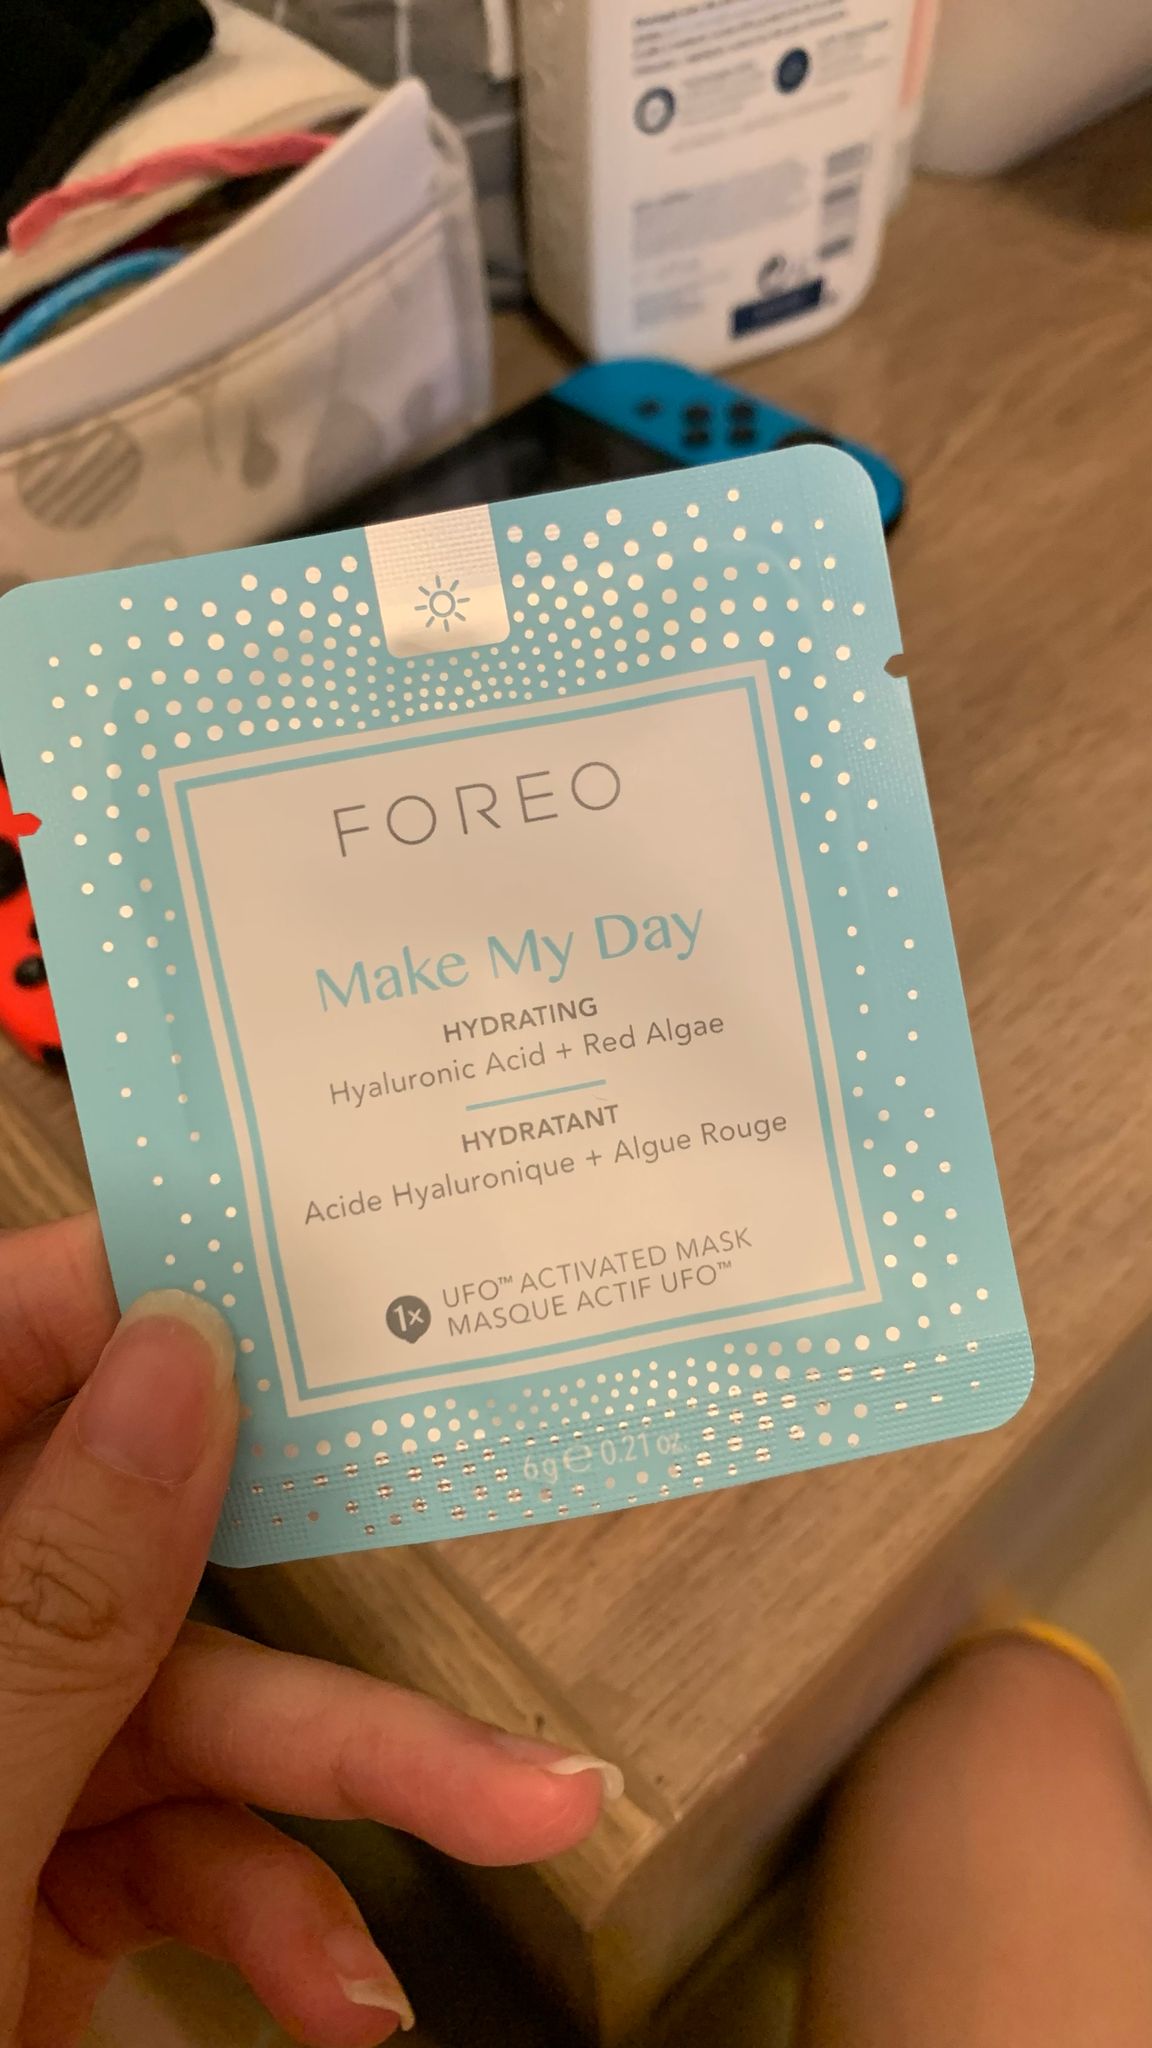 FOREO
Make My Day
HYDRATING
Hyaluronic Acid + Red Algae
HYDRATANT
Acide Hyaluronique + Algue Rouge
1x
UFO™ ACTIVATED MASK
MASQUE ACTIF UFO™
6g e 0.21 oz.